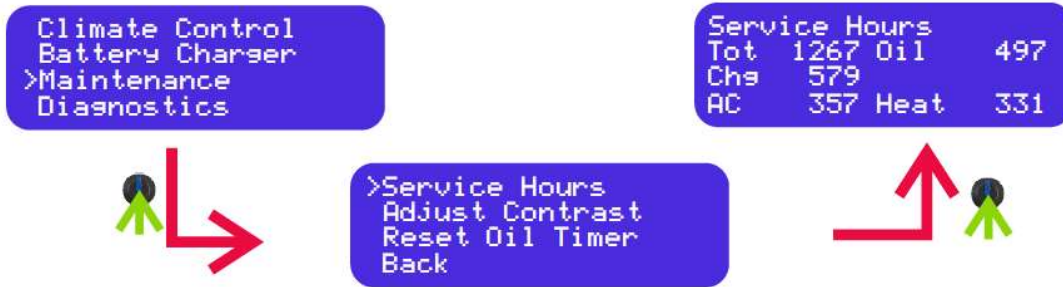 Climate Control
Battery Charger
>Maintenance
Diagnostics
>Service Hours
Adjust Contrast
Reset Oil Timer
Back
Service Hours
Tot 1267 Oil 497
Chg 579
AC 357 Heat 331